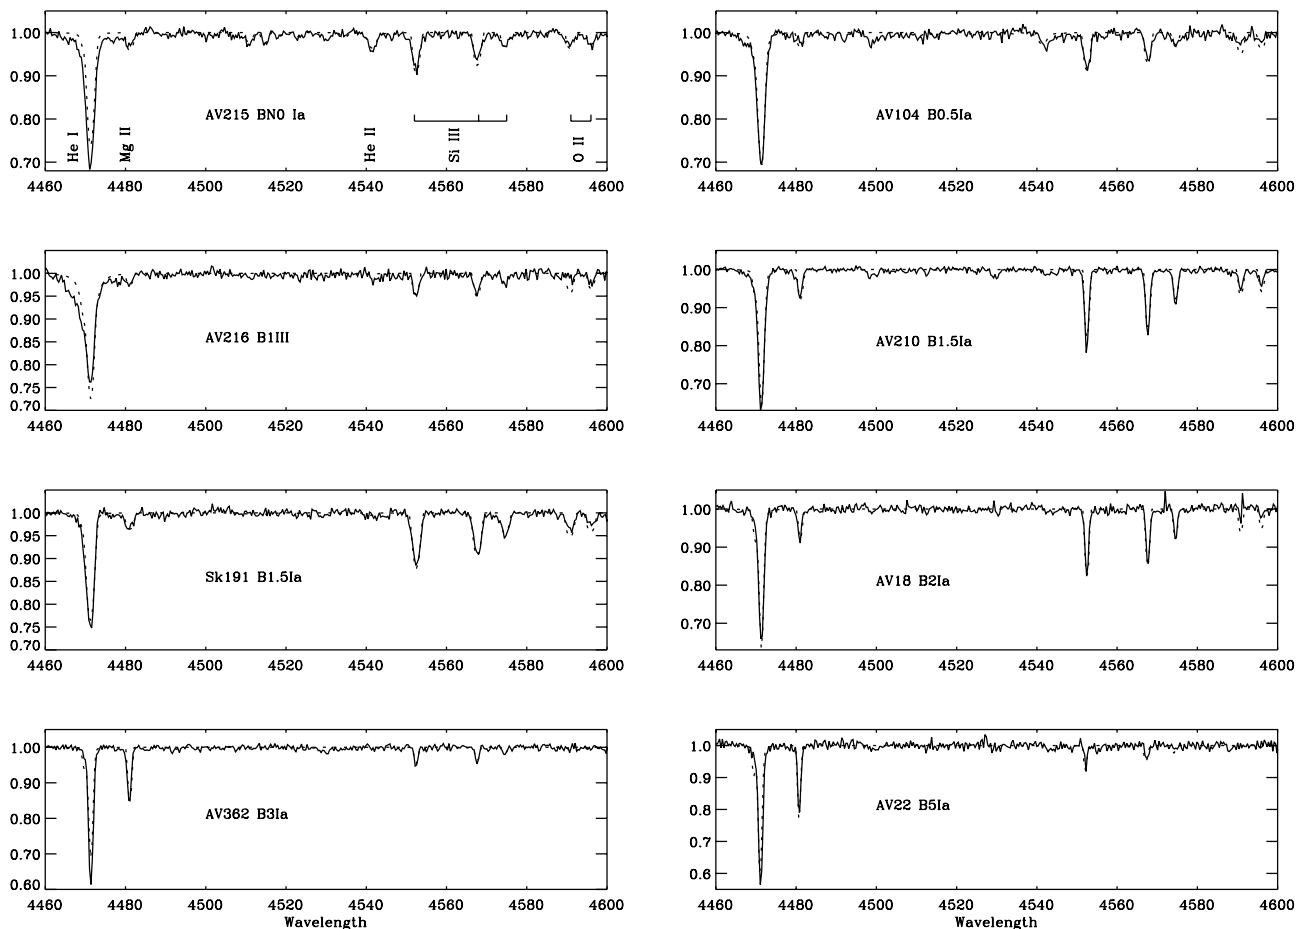 1.00
0.90
0.80
0.70
He I
Mg II
AV215 BN0 Ia
He II
Si III
O II
4460 4480 4500 4520 4540 4560 4580 4600
1.00
0.90
0.80
0.70
AV104 B0.5Ia
4460 4480 4500 4520 4540 4560 4580 4600
1.00
0.95
0.90
0.85
0.80
0.75
0.70
AV216 B1III
4460 4480 4500 4520 4540 4560 4580 4600
1.00
0.90
0.80
0.70
AV210 B1.5Ia
4460 4480 4500 4520 4540 4560 4580 4600
1.00
0.95
0.90
0.85
0.80
0.75
0.70
Sk191 B1.5Ia
4460 4480 4500 4520 4540 4560 4580 4600
1.00
0.90
0.80
0.70
AV18 B2Ia
4460 4480 4500 4520 4540 4560 4580 4600
1.00
0.90
0.80
0.70
0.60
AV362 B3Ia
4460 4480 4500 4520 4540 4560 4580 4600
Wavelength
1.0
0.9
0.8
0.7
0.6
AV22 B5Ia
4460 4480 4500 4520 4540 4560 4580 4600
Wavelength